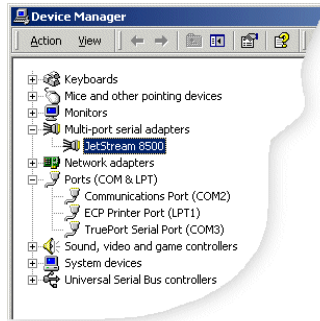 Device Manager
Action View
Keyboards
Mice and other pointing devices
Monitors
Multi-port serial adapters
JetStream 8500
Network adapters
Ports (COM & LPT)
Communications Port (COM2)
ECP Printer Port (LPT1)
TruePort Serial Port (COM3)
Sound, video and game controllers
System devices
Universal Serial Bus controllers